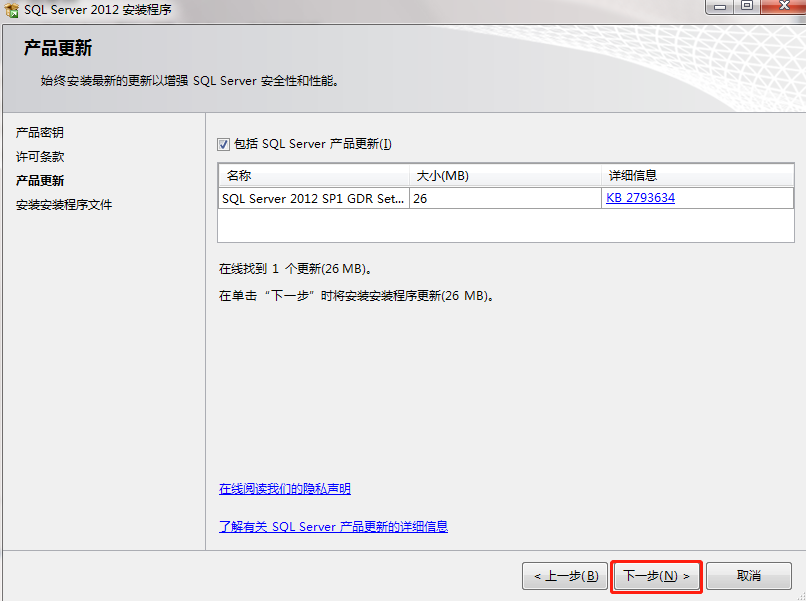 SQL Server 2012 安装程序
产品更新
始终安装最新的更新以增强 SQL Server 安全性和性能。
产品密钥
许可条款
产品更新
安装安装程序文件
包括 SQL Server 产品更新(I)
名称 大小(MB) 详细信息
SQL Server 2012 SP1 GDR Set... 26 KB 2793634
在线找到 1 个更新(26 MB)。
在单击“下一步”时将安装安装程序更新(26 MB)。
在线阅读我们的隐私声明
了解有关 SQL Server 产品更新的详细信息
< 上一步(B) 下一步(N) > 取消